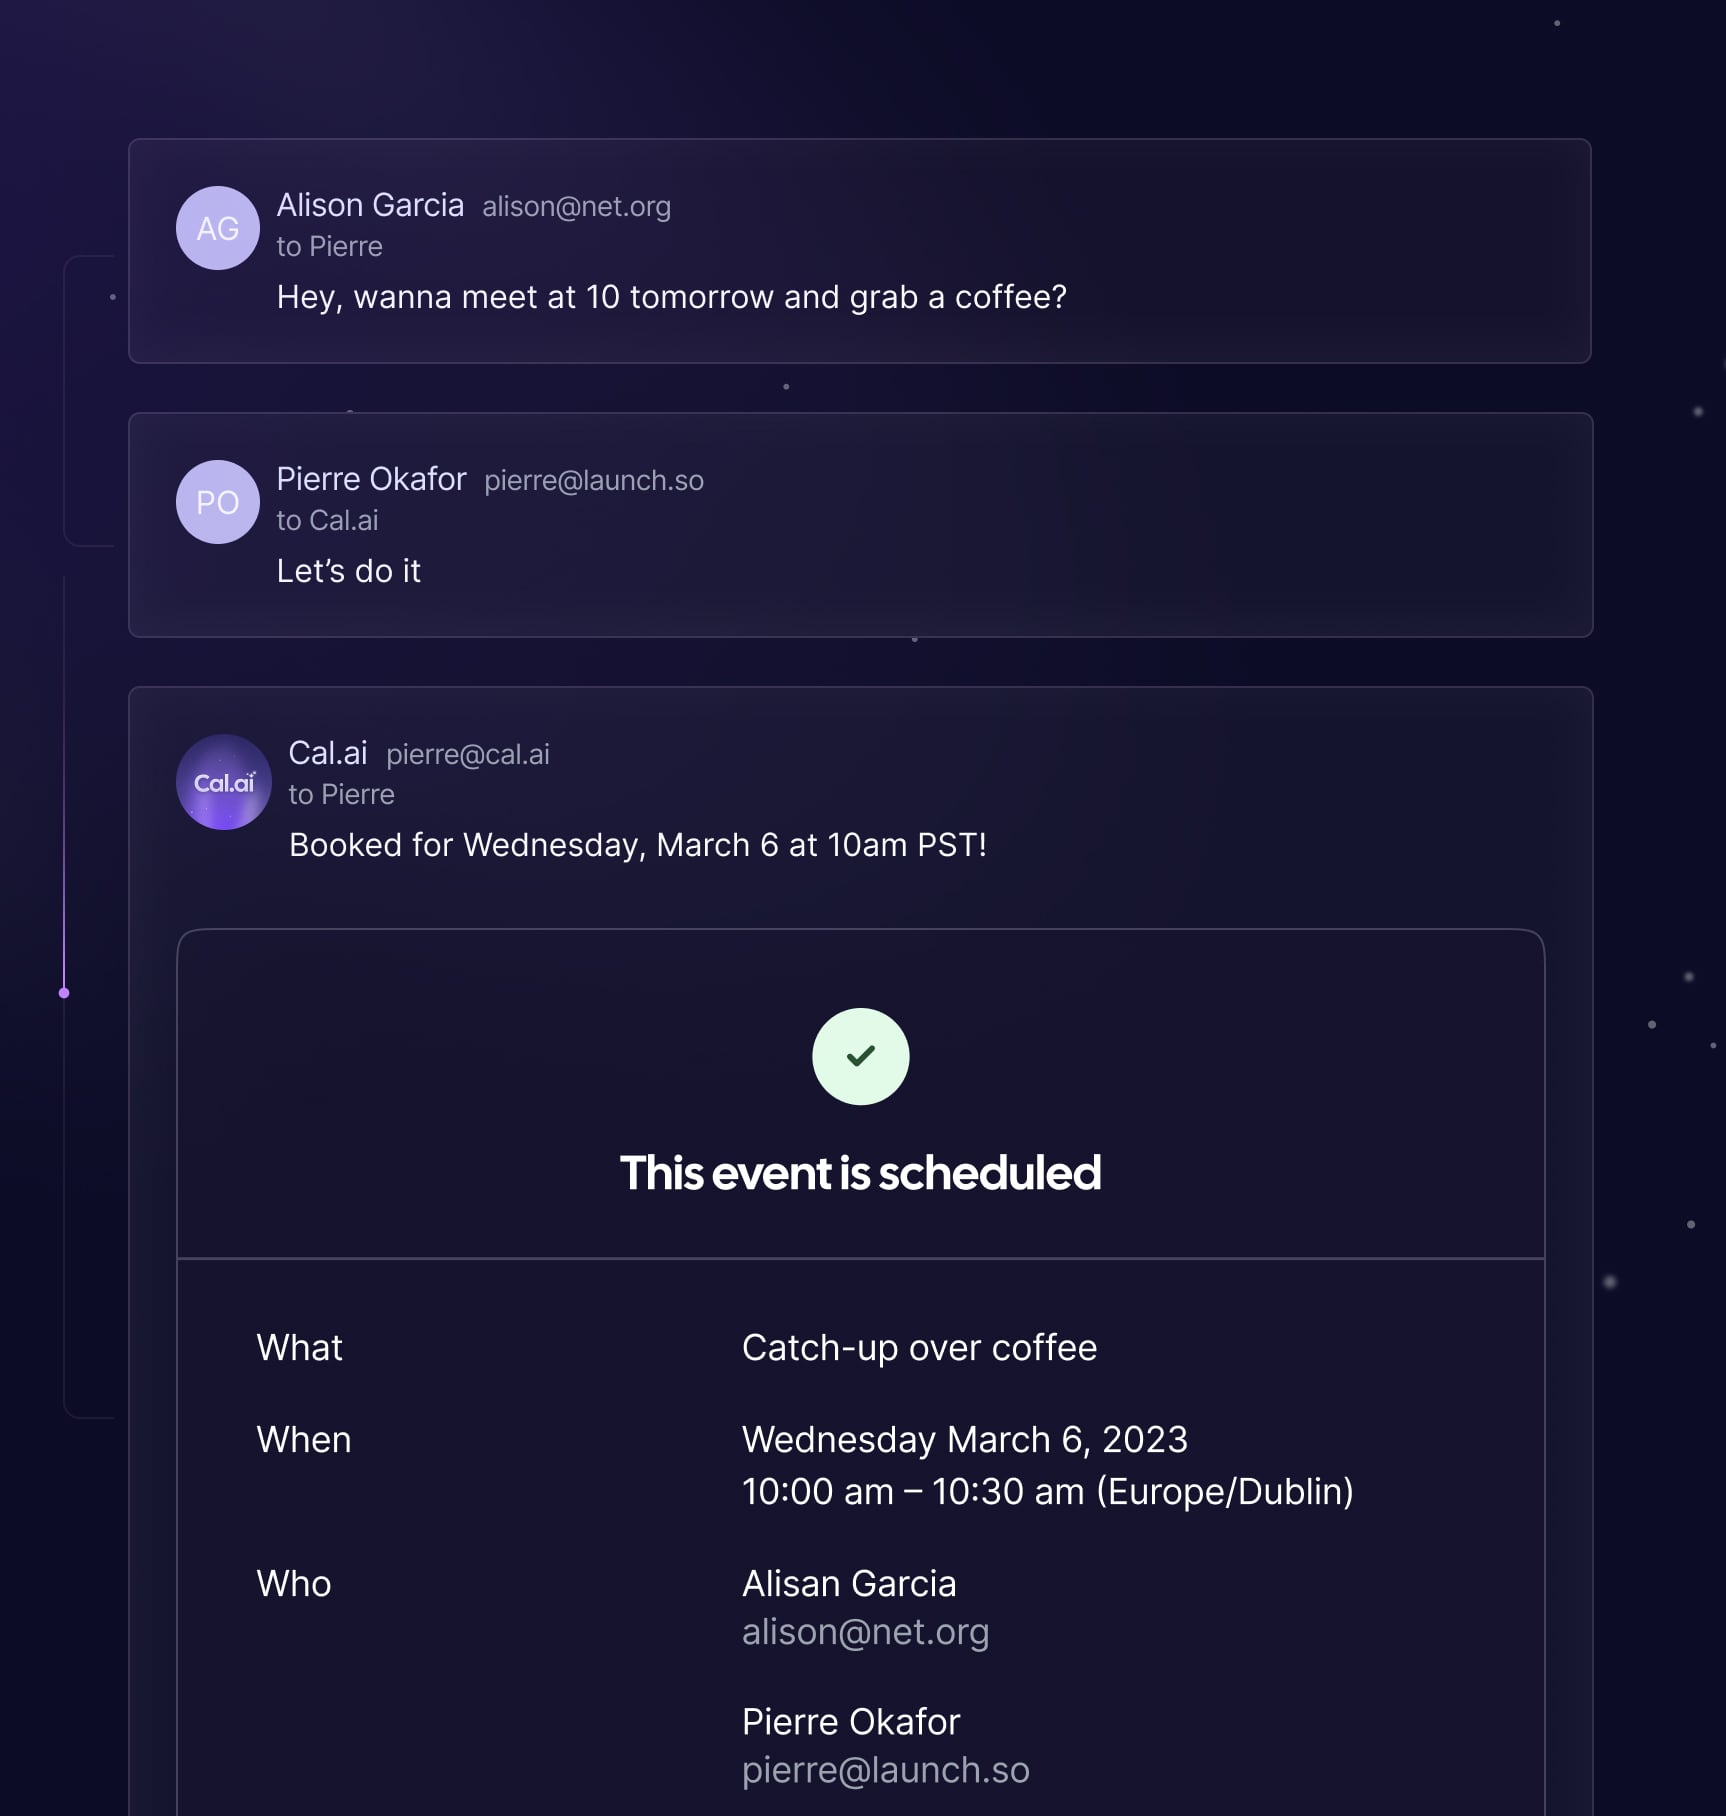 AG
Alison Garcia alison@net.org
to Pierre
Hey, wanna meet at 10 tomorrow and grab a coffee?
PO
Pierre Okafor pierre@launch.so
to Cal.ai
Let’s do it
Cal.ai
Cal.ai pierre@cal.ai
to Pierre
Booked for Wednesday, March 6 at 10am PST!
This event is scheduled
What Catch-up over coffee
When Wednesday March 6, 2023
10:00 am – 10:30 am (Europe/Dublin)
Who Alisan Garcia
alison@net.org
Pierre Okafor
pierre@launch.so